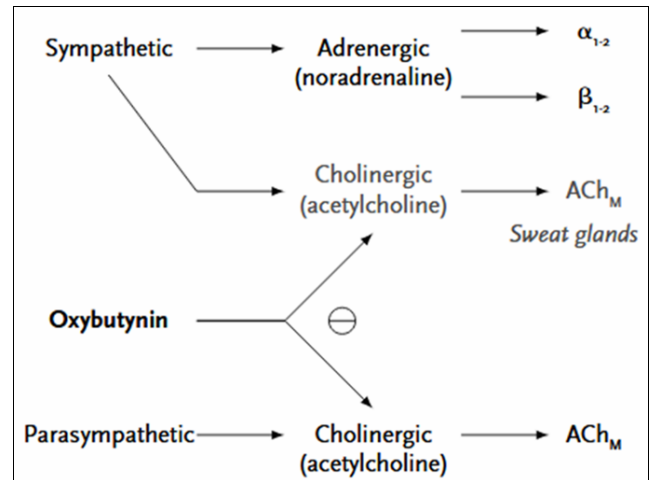 Sympathetic
Adrenergic
(noradrenaline)
α₁₋₂
β₁₋₂
Cholinergic
(acetylcholine)
AChM
Sweat glands
Oxybutynin
Parasympathetic
Cholinergic
(acetylcholine)
AChM